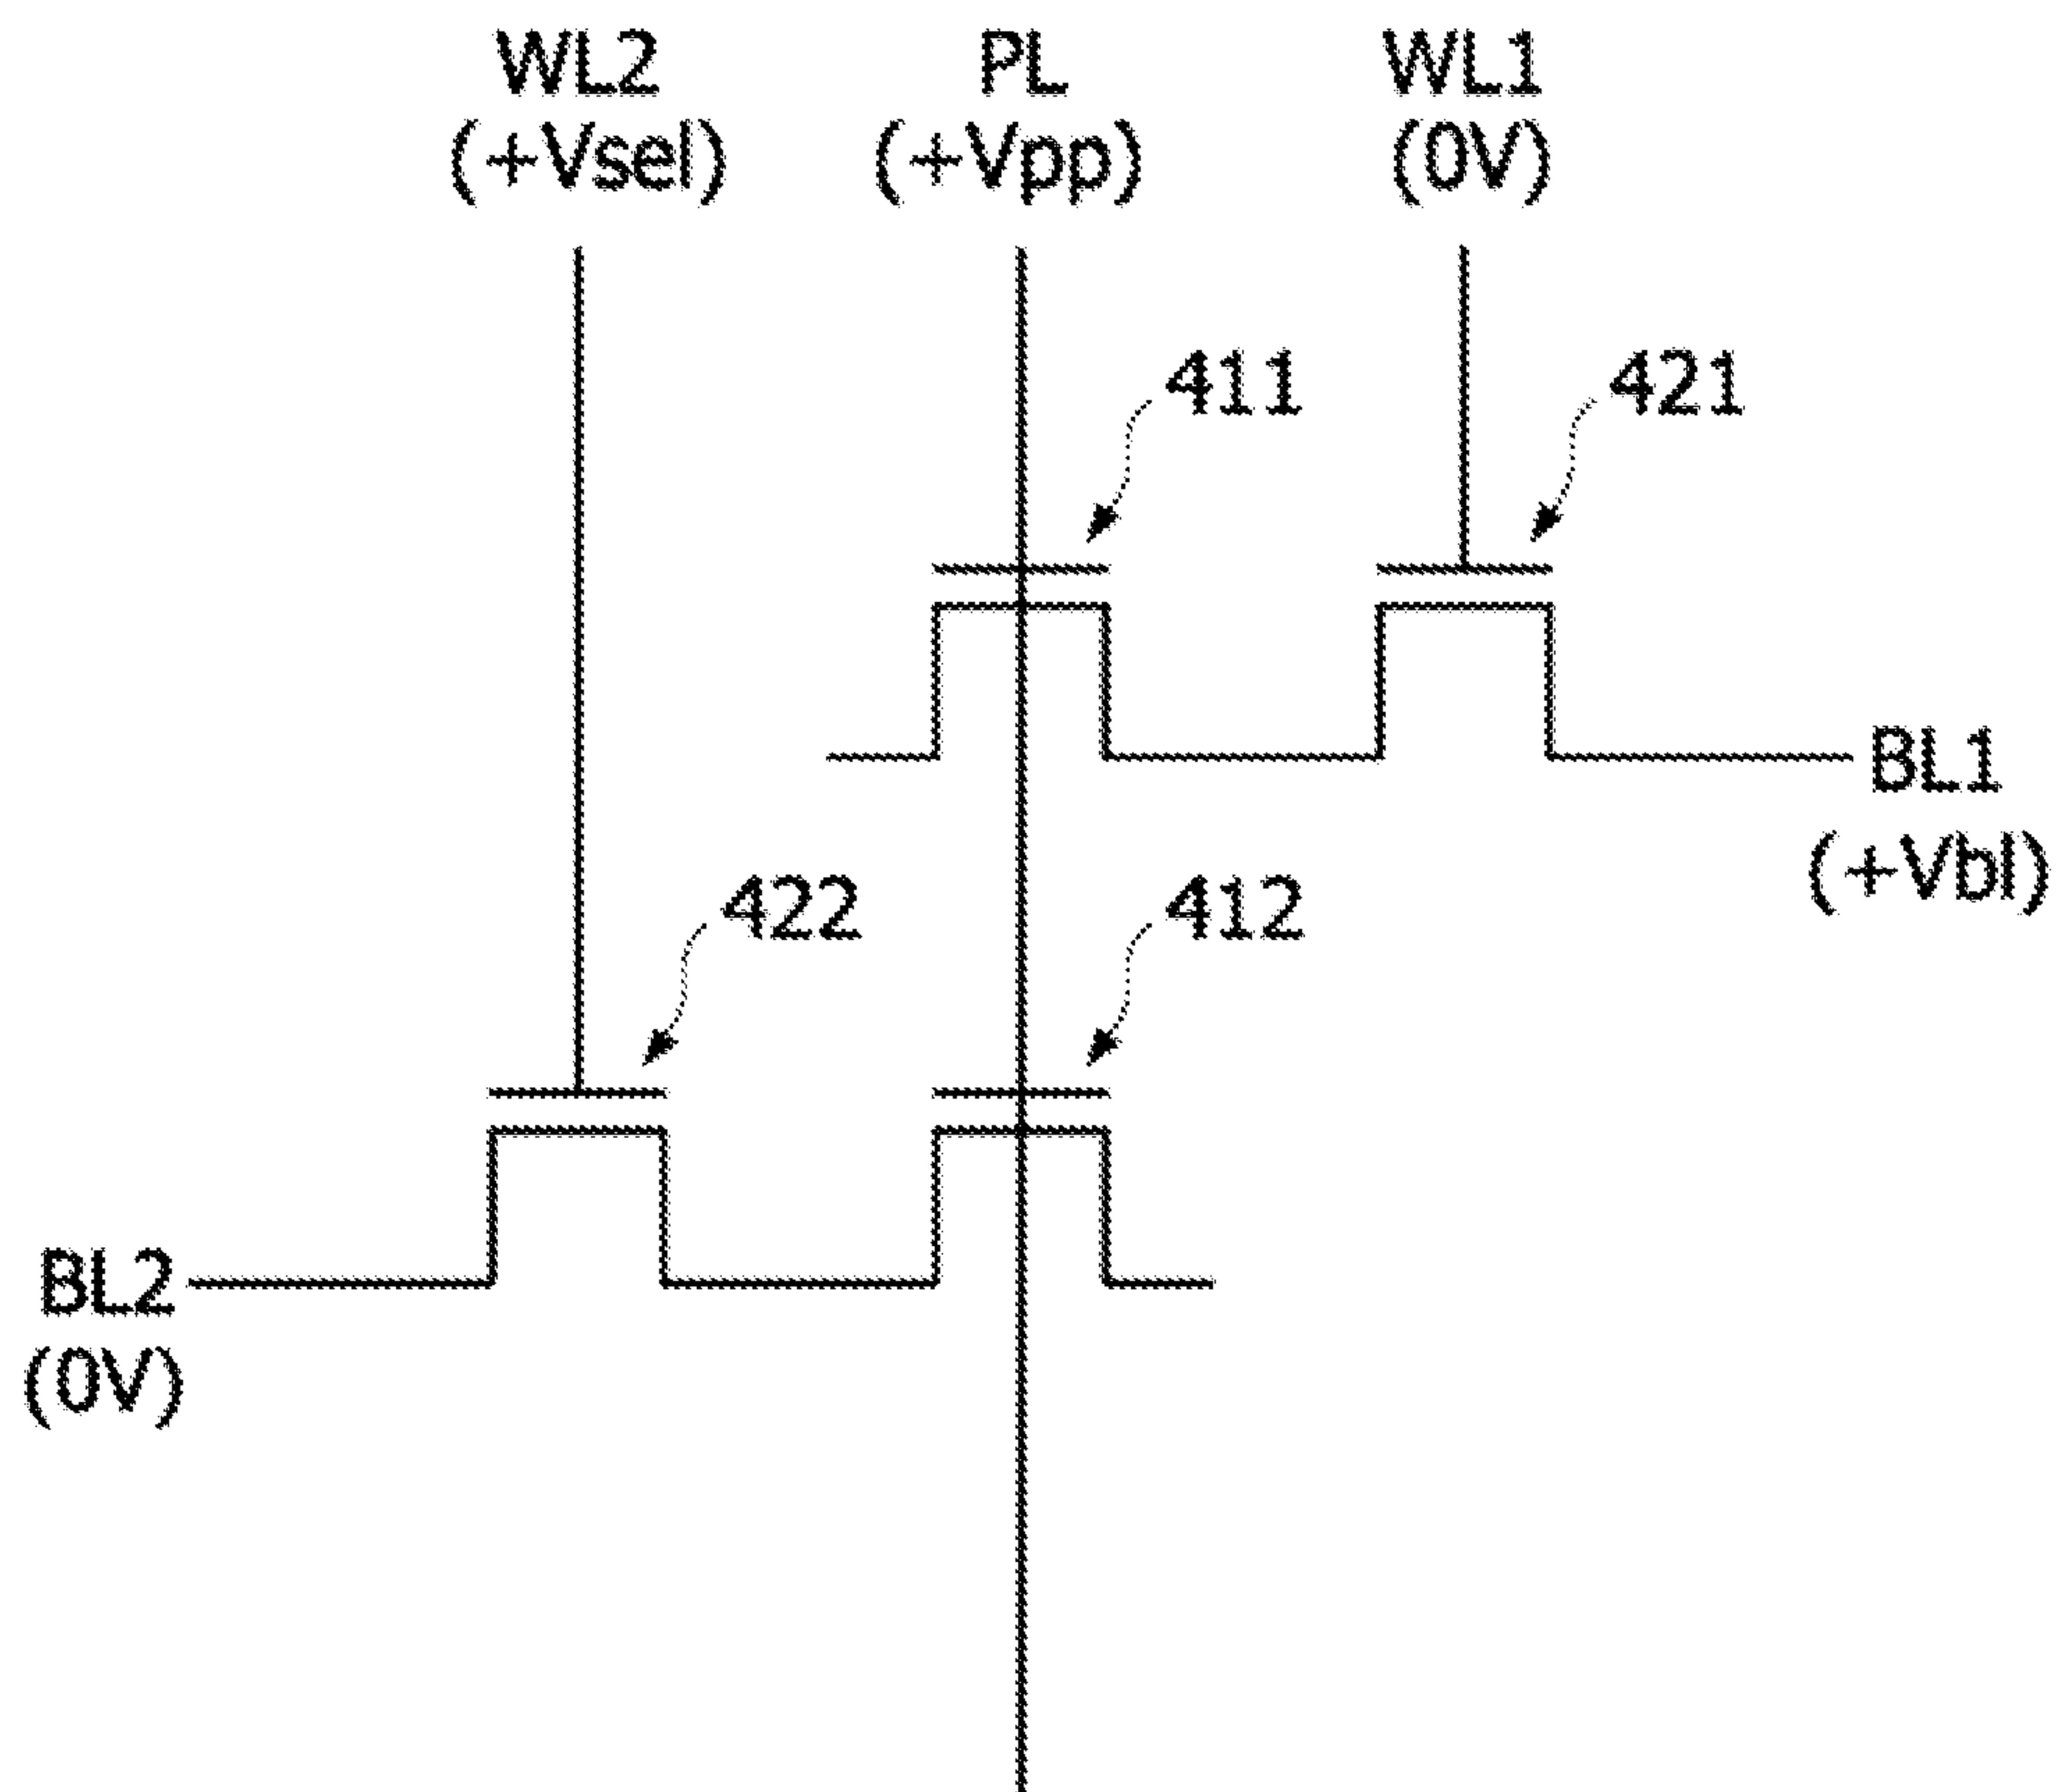 WL2
(+Vsel)
PL
(+Vpp)
WL1
(0V)
411
421
BL1
(+Vbl)
422
412
BL2
(0V)